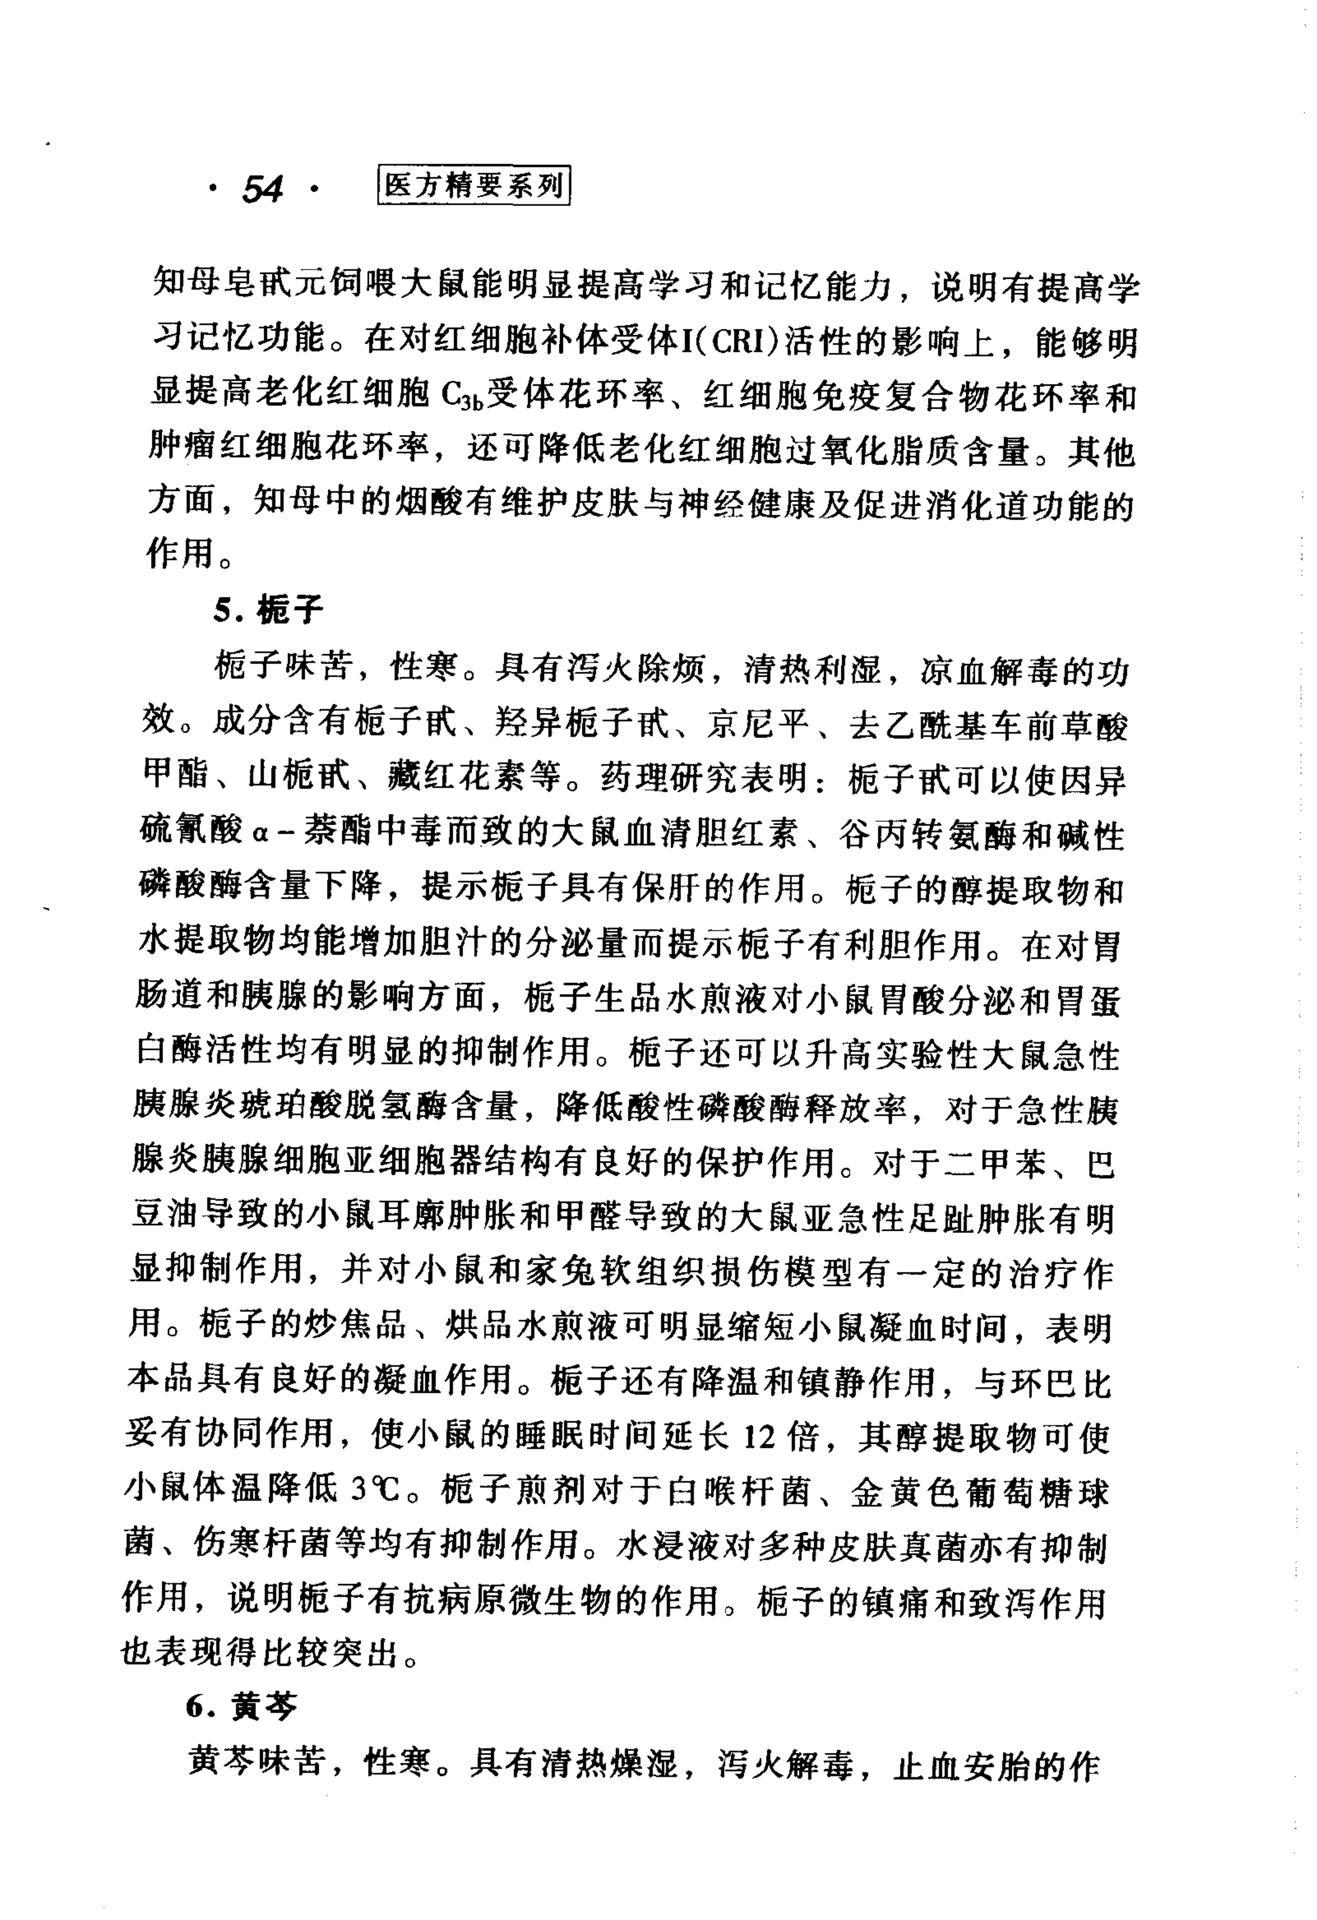 · 54 · 医方精要系列
知母皂甙元饲喂大鼠能明显提高学习和记忆能力，说明有提高学
习记忆功能。在对红细胞补体受体I(CRI)活性的影响上，能够明
显提高老化红细胞 C3b受体花环率、红细胞免疫复合物花环率和
肿瘤红细胞花环率，还可降低老化红细胞过氧化脂质含量。其他
方面，知母中的烟酸有维护皮肤与神经健康及促进消化道功能的
作用。
5. 栀子
栀子味苦，性寒。具有泻火除烦，清热利湿，凉血解毒的功
效。成分含有栀子甙、羟异栀子甙、京尼平、去乙酰基车前草酸
甲酯、山栀甙、藏红花素等。药理研究表明：栀子甙可以使因异
硫氰酸 α－萘酯中毒而致的大鼠血清胆红素、谷丙转氨酶和碱性
磷酸酶含量下降，提示栀子具有保肝的作用。栀子的醇提取物和
水提取物均能增加胆汁的分泌量而提示栀子有利胆作用。在对胃
肠道和胰腺的影响方面，栀子生品水煎液对小鼠胃酸分泌和胃蛋
白酶活性均有明显的抑制作用。栀子还可以升高实验性大鼠急性
胰腺炎琥珀酸脱氢酶含量，降低酸性磷酸酶释放率，对于急性胰
腺炎胰腺细胞亚细胞器结构有良好的保护作用。对于二甲苯、巴
豆油导致的小鼠耳廓肿胀和甲醛导致的大鼠亚急性足趾肿胀有明
显抑制作用，并对小鼠和家兔软组织损伤模型有一定的治疗作
用。栀子的炒焦品、烘品水煎液可明显缩短小鼠凝血时间，表明
本品具有良好的凝血作用。栀子还有降温和镇静作用，与环巴比
妥有协同作用，使小鼠的睡眠时间延长 12 倍，其醇提取物可使
小鼠体温降低 3℃。栀子煎剂对于白喉杆菌、金黄色葡萄糖球
菌、伤寒杆菌等均有抑制作用。水浸液对多种皮肤真菌亦有抑制
作用，说明栀子有抗病原微生物的作用。栀子的镇痛和致泻作用
也表现得比较突出。
6. 黄芩
黄芩味苦，性寒。具有清热燥湿，泻火解毒，止血安胎的作